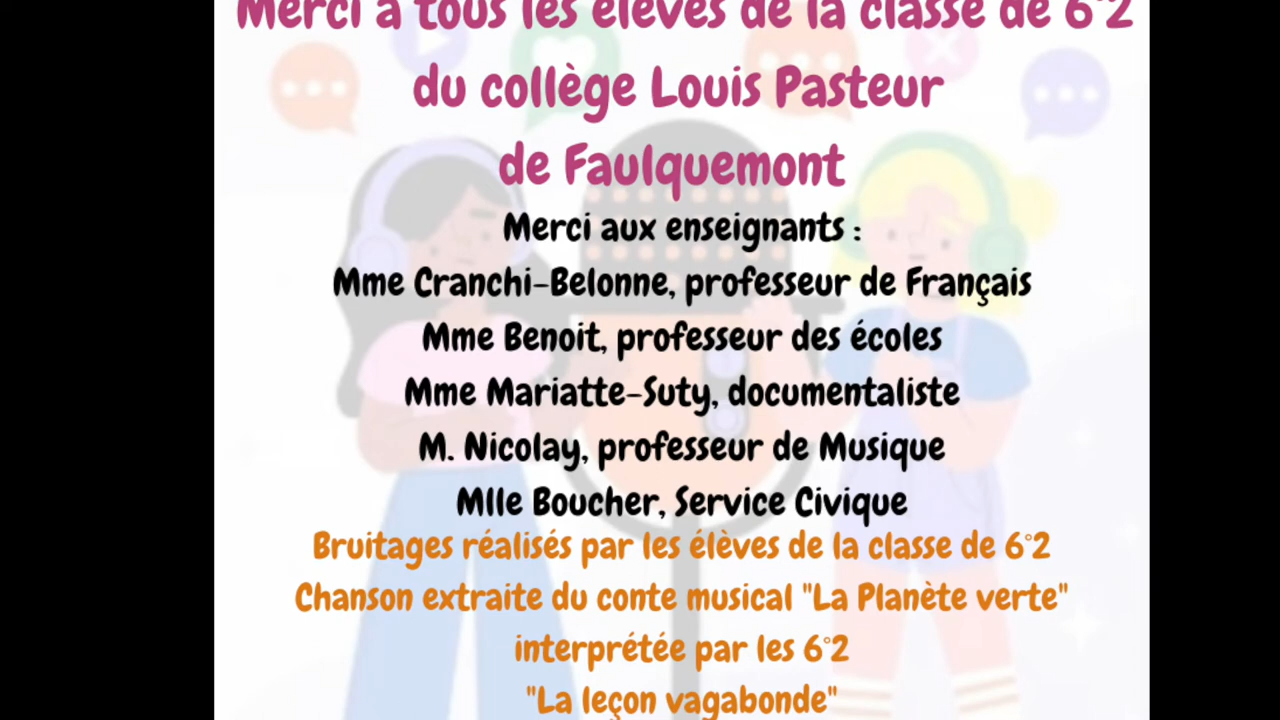 Merci à tous les élèves de la classe de 6°2
du collège Louis Pasteur
de Faulquemont
Merci aux enseignants :
Mme Cranchi-Belonne, professeur de Français
Mme Benoit, professeur des écoles
Mme Mariatte-Suty, documentaliste
M. Nicolay, professeur de Musique
Mlle Boucher, Service Civique
Bruitages réalisés par les élèves de la classe de 6°2
Chanson extraite du conte musical "La Planète verte"
interprétée par les 6°2
"La leçon vagabonde"